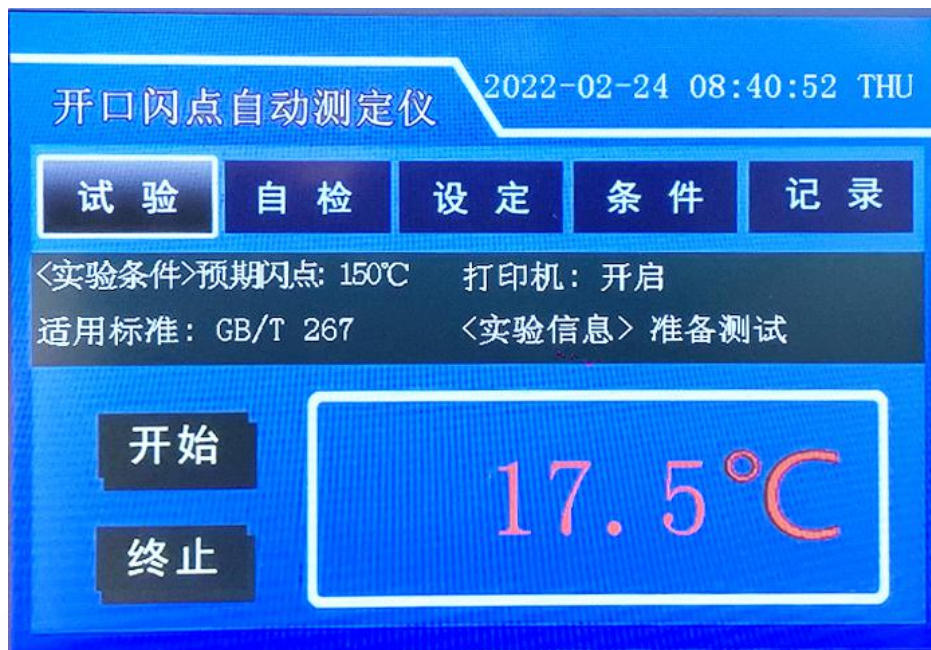 开口闪点自动测定仪 2022-02-24 08:40:52 THU
试 验 自 检 设 定 条 件 记 录
<实验条件>预期闪点: 150℃ 打印机: 开启
适用标准: GB/T 267 <实验信息> 准备测试
开始
17.5℃
终止